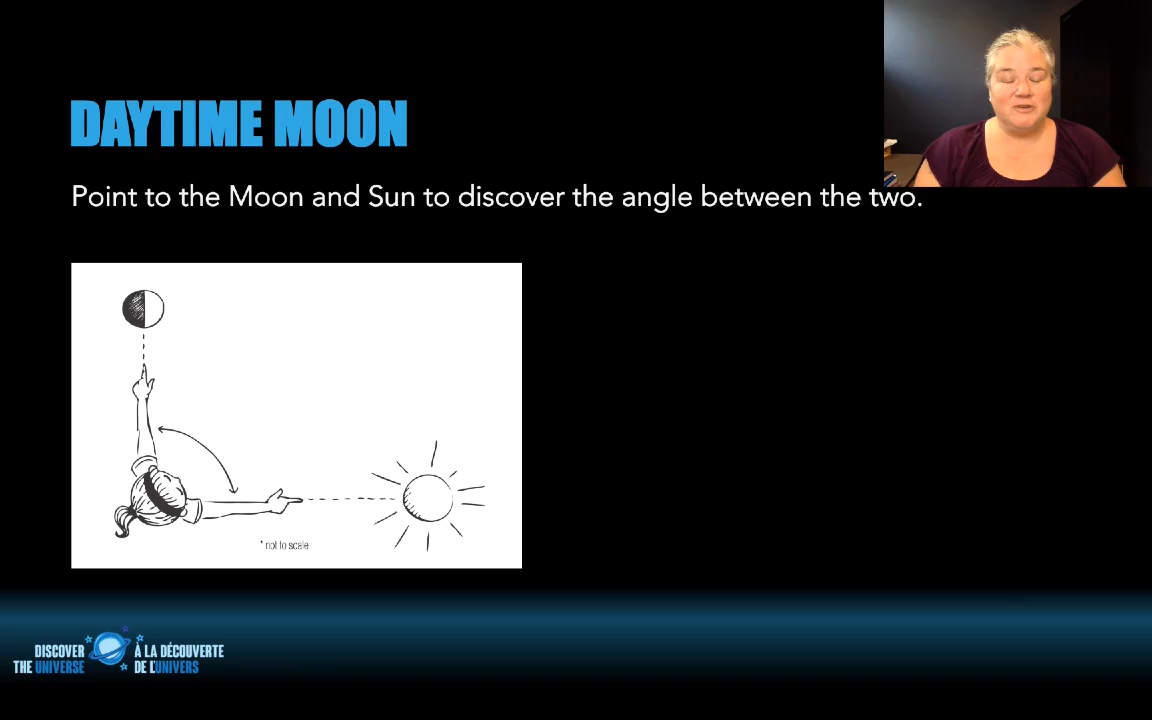 DAYTIME MOON
Point to the Moon and Sun to discover the angle between the two.
* not to scale
DISCOVER
THE UNIVERSE
À LA DÉCOUVERTE
DE L'UNIVERS